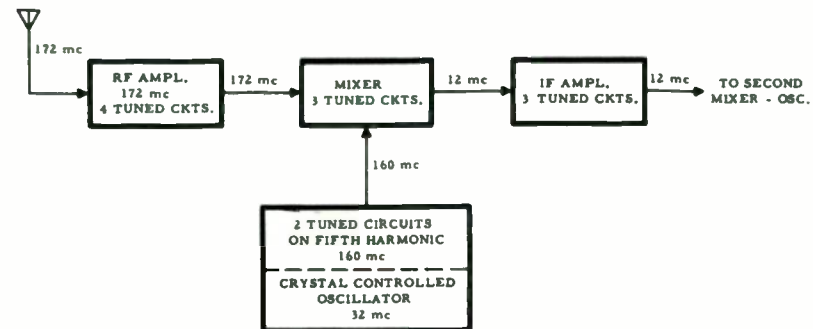 172 mc
RF AMPL.
172 mc
4 TUNED CKTS.
172 mc
MIXER
3 TUNED CKTS.
12 mc
IF AMPL.
3 TUNED CKTS.
12 mc
TO SECOND
MIXER - OSC.
160 mc
2 TUNED CIRCUITS
ON FIFTH HARMONIC
160 mc
CRYSTAL CONTROLLED
OSCILLATOR
32 mc